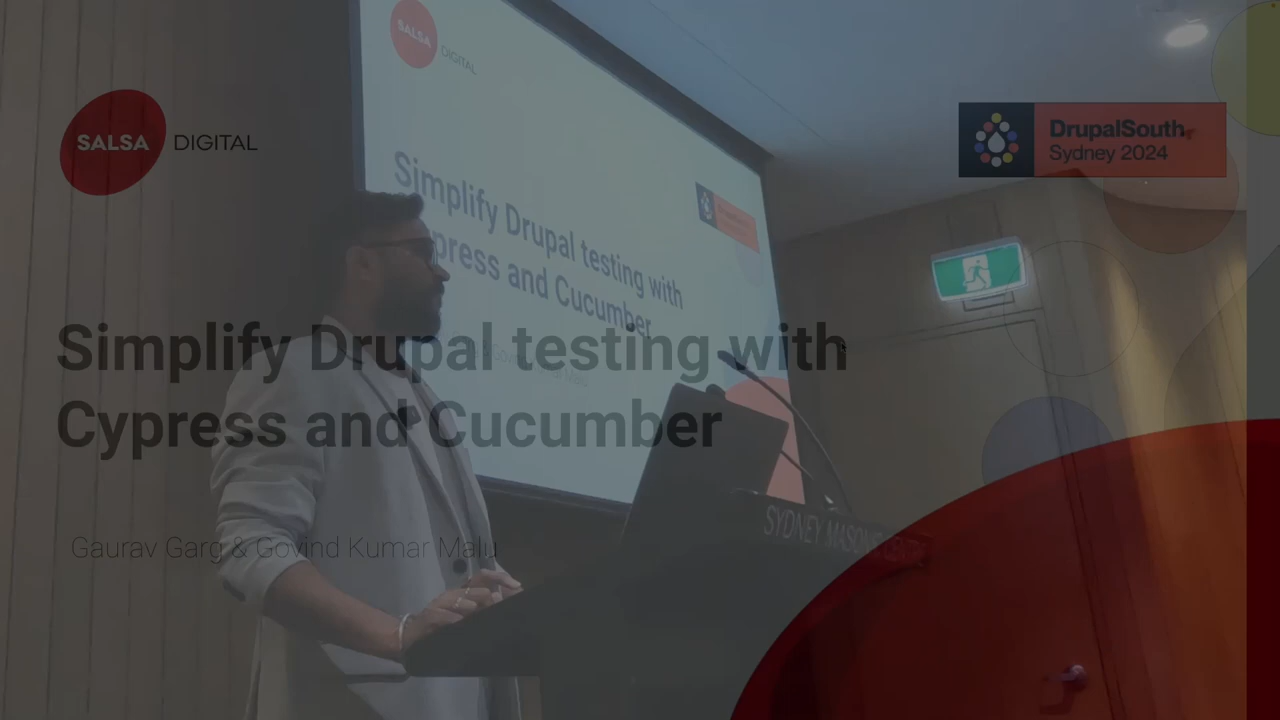 SALSA
DIGITAL
Simplify Drupal testing with
press and Cucumber
SALSA DIGITAL
DrupalSouth
Sydney 2024
Simplify Drupal testing with
Cypress and Cucumber
Gaurav Garg & Govind Kumar Malu
SYDNEY MASONIC